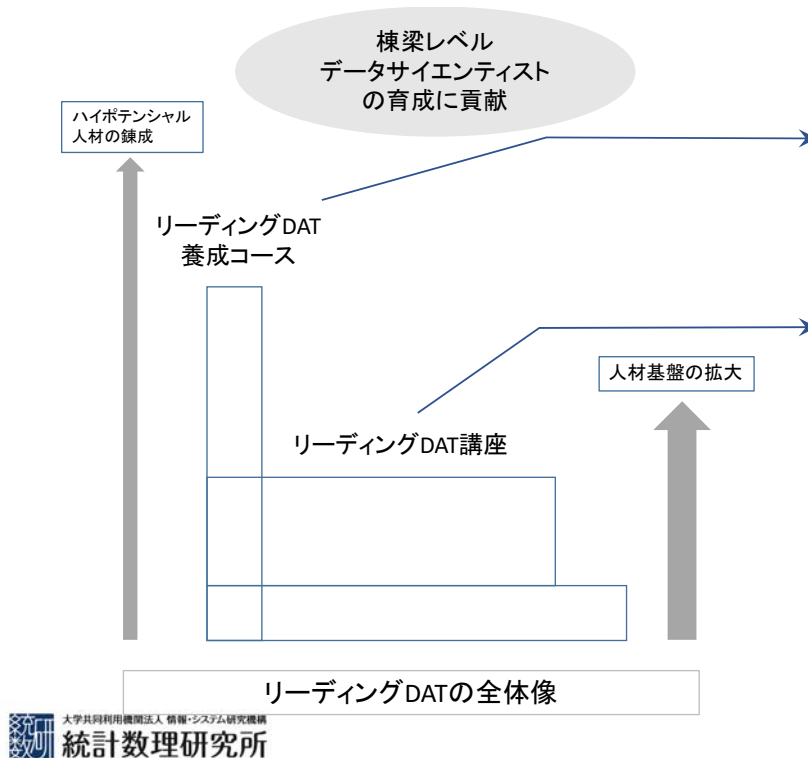 棟梁レベル
データサイエンティスト
の育成に貢献
ハイポテンシャル
人材の錬成
リーディングDAT
養成コース
人材基盤の拡大
リーディングDAT講座
リーディングDATの全体像
統研
数理
大学共同利用機関法人 情報・システム研究機構
統計数理研究所